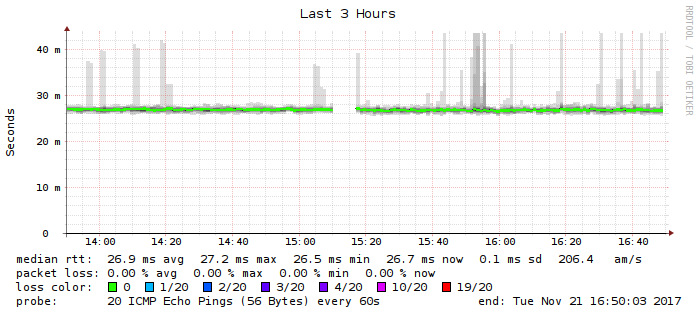 Last 3 Hours
RRDTOOL / TOBI OETIKER
Seconds
40 m
30 m
20 m
10 m
0
14:00 14:20 14:40 15:00 15:20 15:40 16:00 16:20 16:40
median rtt: 26.9 ms avg 27.2 ms max 26.5 ms min 26.7 ms now 0.1 ms sd 206.4 am/s
packet loss: 0.00 % avg 0.00 % max 0.00 % min 0.00 % now
loss color: 0 1/20 2/20 3/20 4/20 10/20 19/20
probe: 20 ICMP Echo Pings (56 Bytes) every 60s end: Tue Nov 21 16:50:03 2017